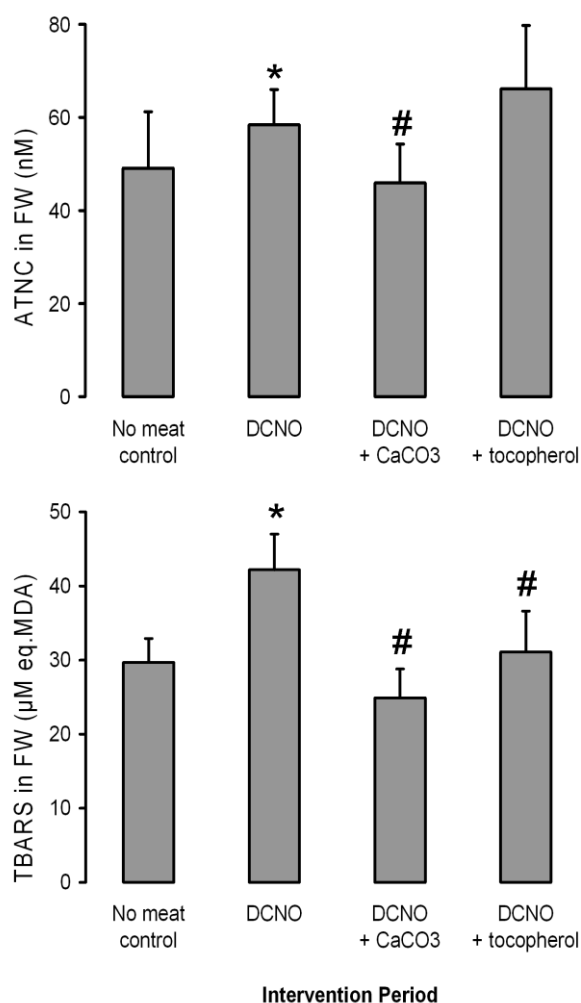 ATNC in FW (nM)
80
60
40
20
0
*
#
No meat
control
DCNO
DCNO
+ CaCO3
DCNO
+ tocopherol
TBARS in FW (µM eq.MDA)
50
40
30
20
10
0
*
#
#
No meat
control
DCNO
DCNO
+ CaCO3
DCNO
+ tocopherol
Intervention Period